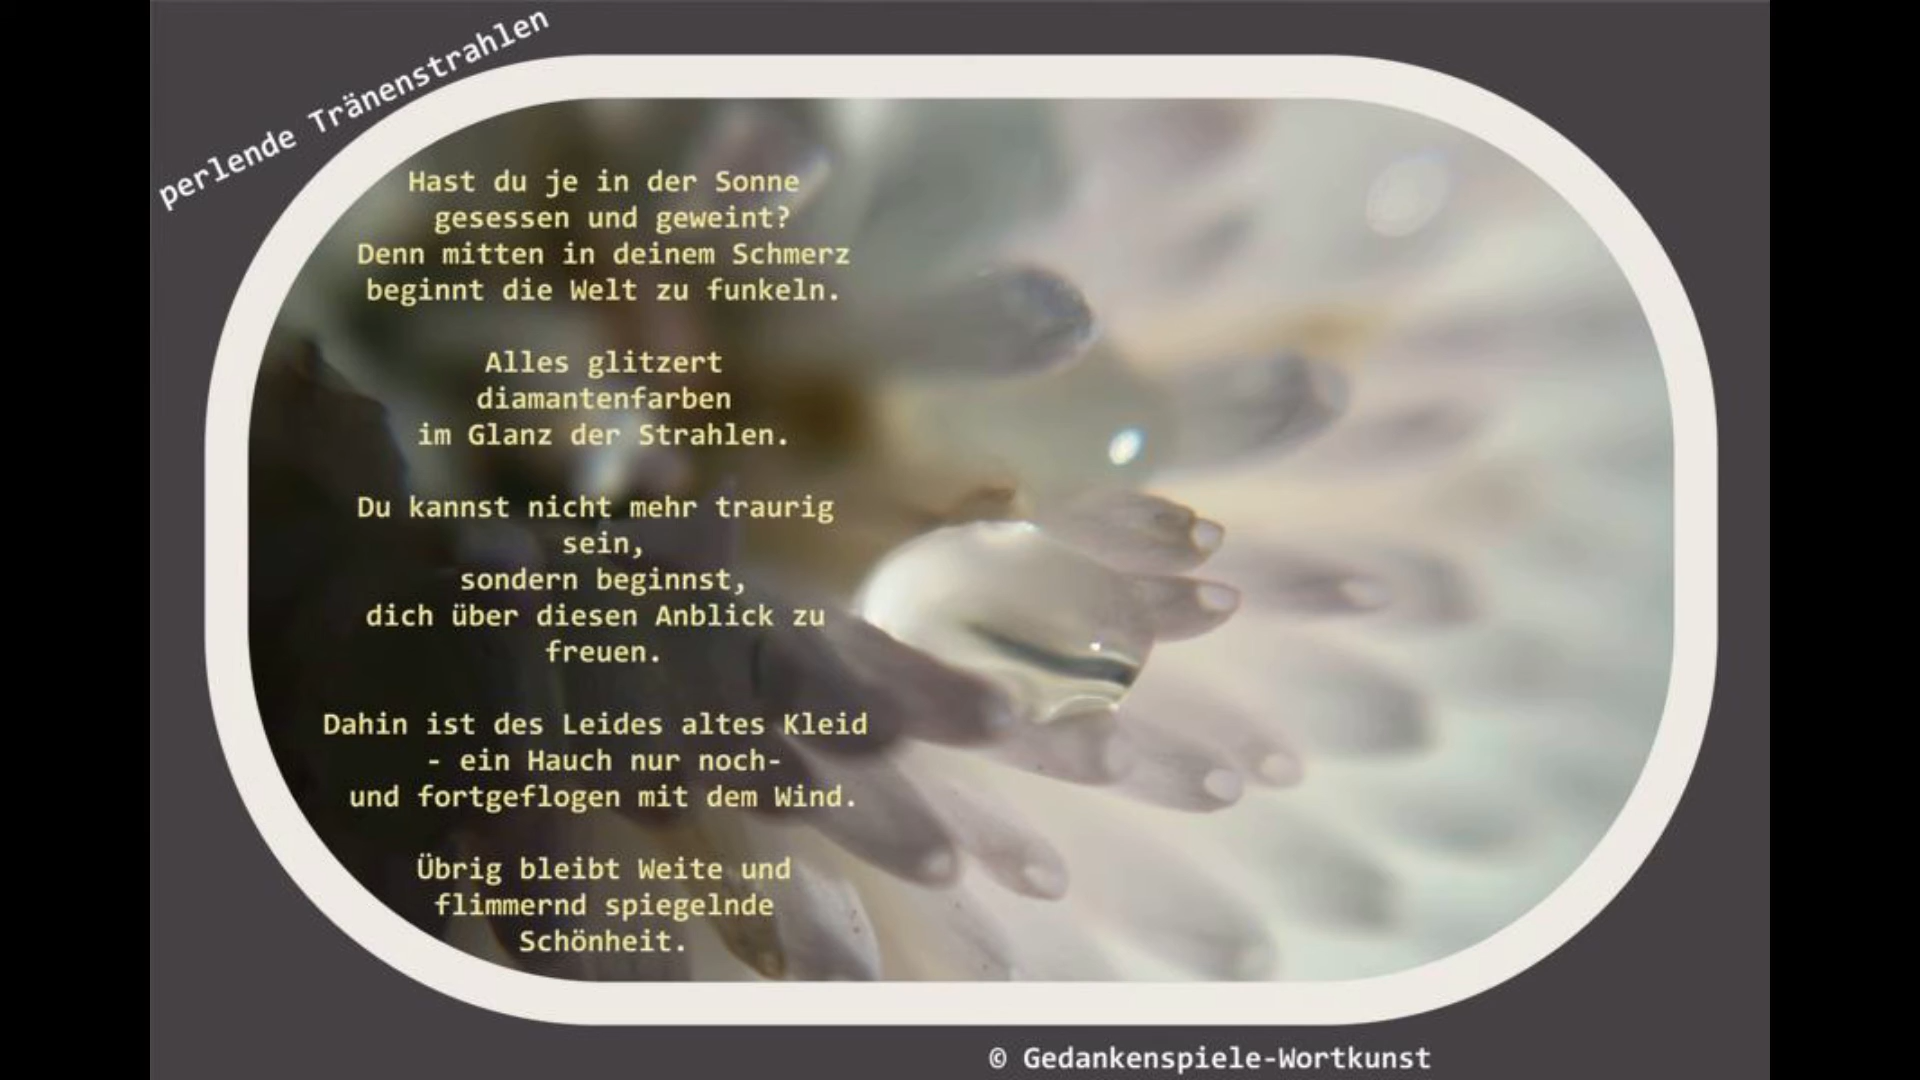 perlende Tränenstrahlen
Hast du je in der Sonne
gesessen und geweint?
Denn mitten in deinem Schmerz
beginnt die Welt zu funkeln.
Alles glitzert
diamantenfarben
im Glanz der Strahlen.
Du kannst nicht mehr traurig
sein,
sondern beginnst,
dich über diesen Anblick zu
freuen.
Dahin ist des Leides altes Kleid
- ein Hauch nur noch-
und fortgeflogen mit dem Wind.
Übrig bleibt Weite und
flimmernd spiegelnde
Schönheit.
© Gedankenspiele-Wortkunst